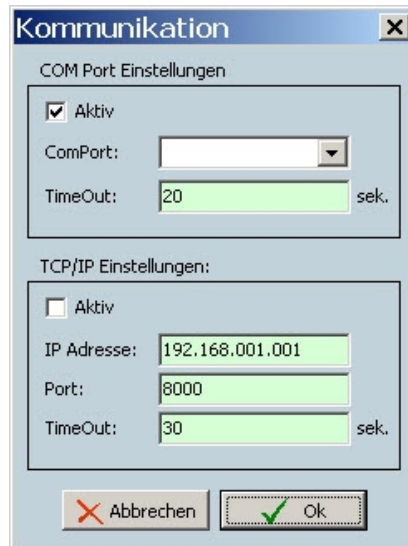 Kommunikation
COM Port Einstellungen
Aktiv
ComPort:
TimeOut: 20 sek.
TCP/IP Einstellungen:
Aktiv
IP Adresse: 192.168.001.001
Port: 8000
TimeOut: 30 sek.
Abbrechen Ok